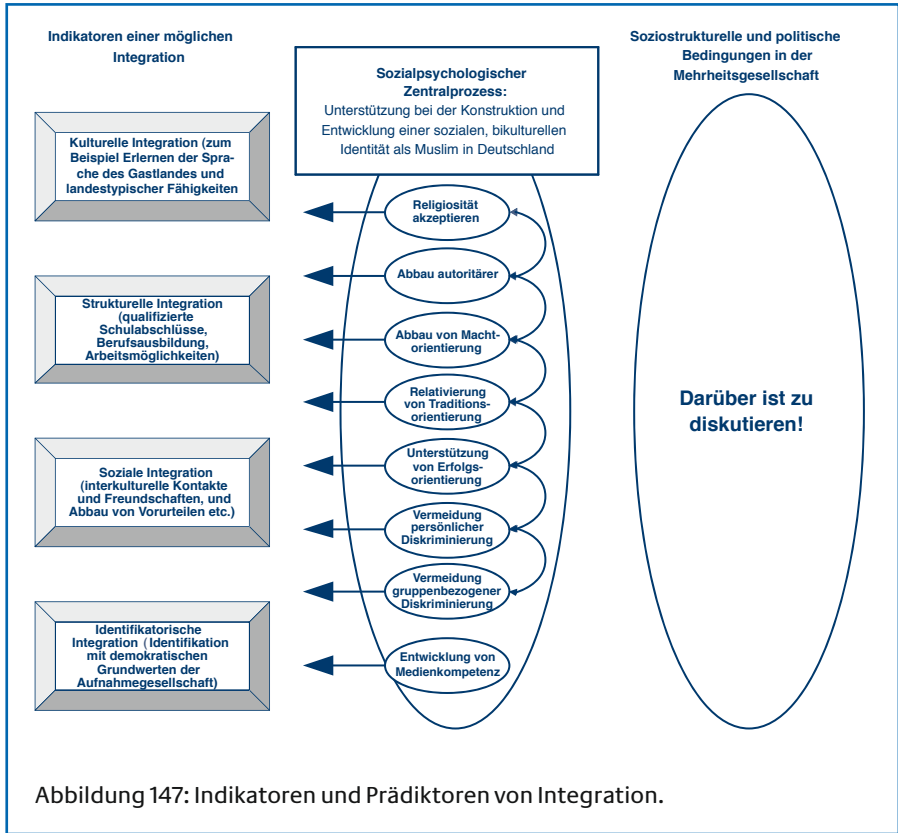 Indikatoren einer möglichen
Integration
Kulturelle Integration (zum
Beispiel Erlernen der Spra-
che des Gastlandes und
landestypischer Fähigkeiten
Strukturelle Integration
(qualifizierte
Schulabschlüsse,
Berufsausbildung,
Arbeitsmöglichkeiten)
Soziale Integration
(interkulturelle Kontakte
und Freundschaften, und
Abbau von Vorurteilen etc.)
Identifikatorische
Integration (Identifikation
mit demokratischen
Grundwerten der
Aufnahmegesellschaft)
Sozialpsychologischer
Zentralprozess:
Unterstützung bei der Konstruktion und
Entwicklung einer sozialen, bikulturellen
Identität als Muslim in Deutschland
Religiosität
akzeptieren
Abbau autoritärer
Abbau von Macht-
orientierung
Relativierung
von Traditions-
orientierung
Unterstützung
von Erfolgs-
orientierung
Vermeidung
persönlicher
Diskriminierung
Vermeidung
gruppenbezogener
Diskriminierung
Entwicklung von
Medienkompetenz
Soziostrukturelle und politische
Bedingungen in der
Mehrheitsgesellschaft
Darüber ist zu
diskutieren!
Abbildung 147: Indikatoren und Prädiktoren von Integration.